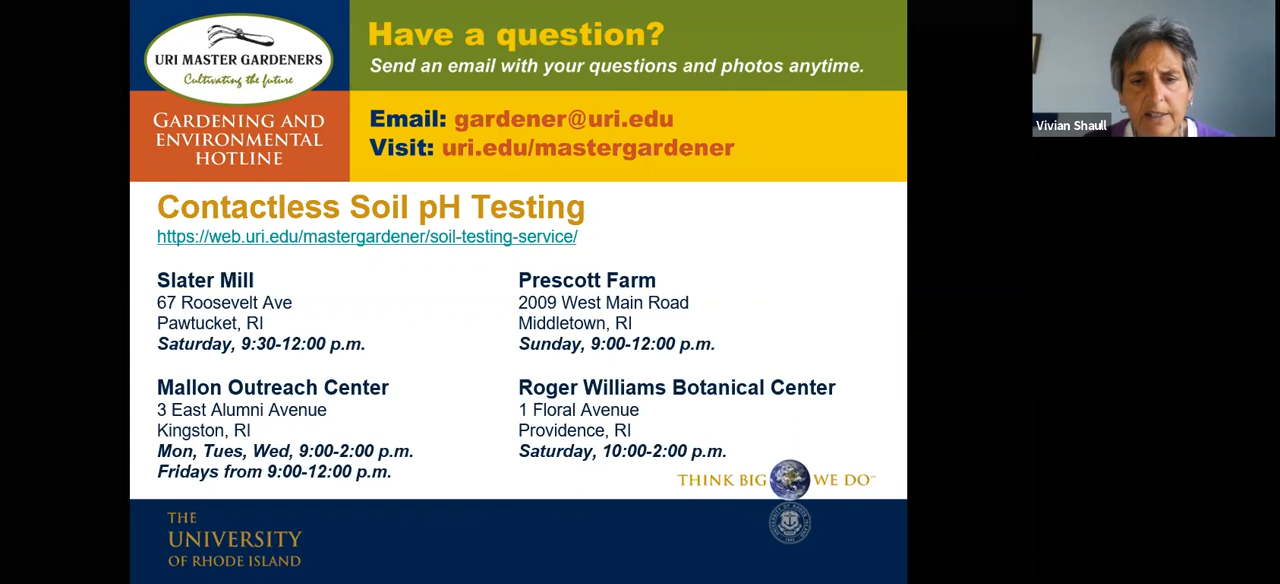 URI MASTER GARDENERS
Cultivating the future
GARDENING AND
ENVIRONMENTAL
HOTLINE
Have a question?
Send an email with your questions and photos anytime.
Email: gardener@uri.edu
Visit: uri.edu/mastergardener
Vivian Shaull
Contactless Soil pH Testing
https://web.uri.edu/mastergardener/soil-testing-service/
Slater Mill
67 Roosevelt Ave
Pawtucket, RI
Saturday, 9:30-12:00 p.m.
Prescott Farm
2009 West Main Road
Middletown, RI
Sunday, 9:00-12:00 p.m.
Mallon Outreach Center
3 East Alumni Avenue
Kingston, RI
Mon, Tues, Wed, 9:00-2:00 p.m.
Fridays from 9:00-12:00 p.m.
Roger Williams Botanical Center
1 Floral Avenue
Providence, RI
Saturday, 10:00-2:00 p.m.
THINK BIG WE DO™
THE
UNIVERSITY
OF RHODE ISLAND